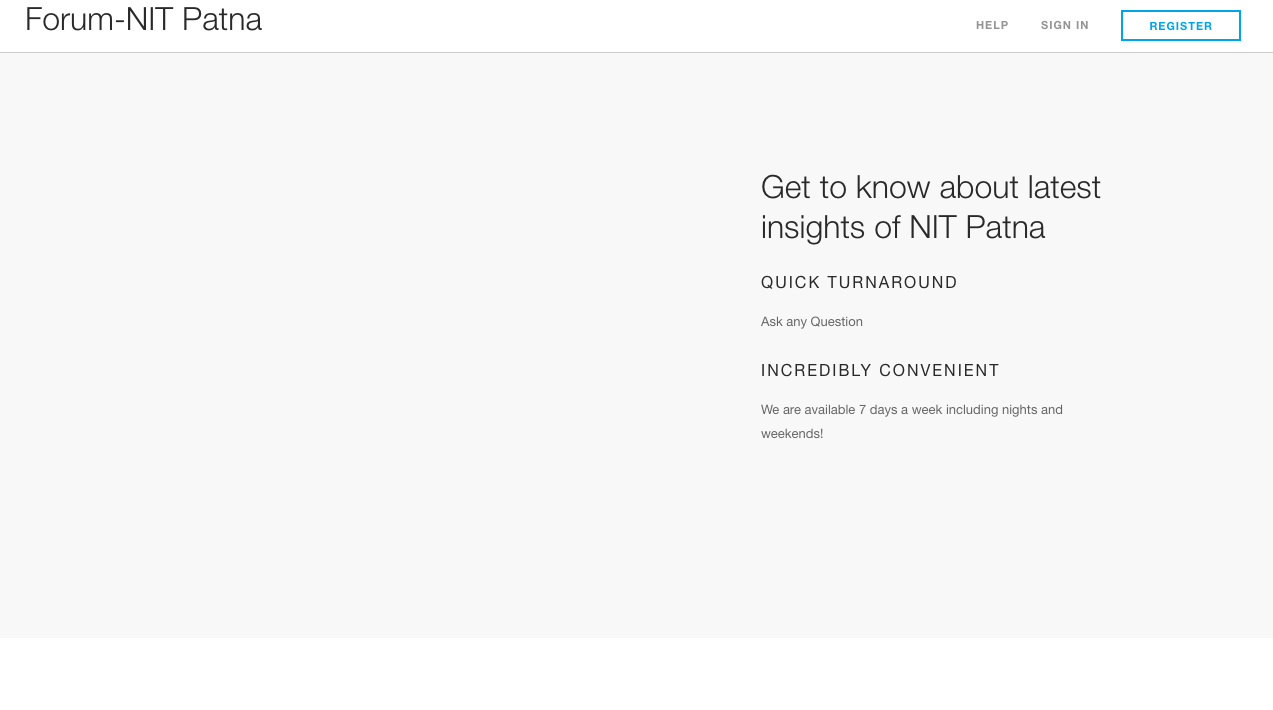 Forum-NIT Patna
HELP
SIGN IN
REGISTER
Get to know about latest
insights of NIT Patna
QUICK TURNAROUND
Ask any Question
INCREDIBLY CONVENIENT
We are available 7 days a week including nights and
weekends!